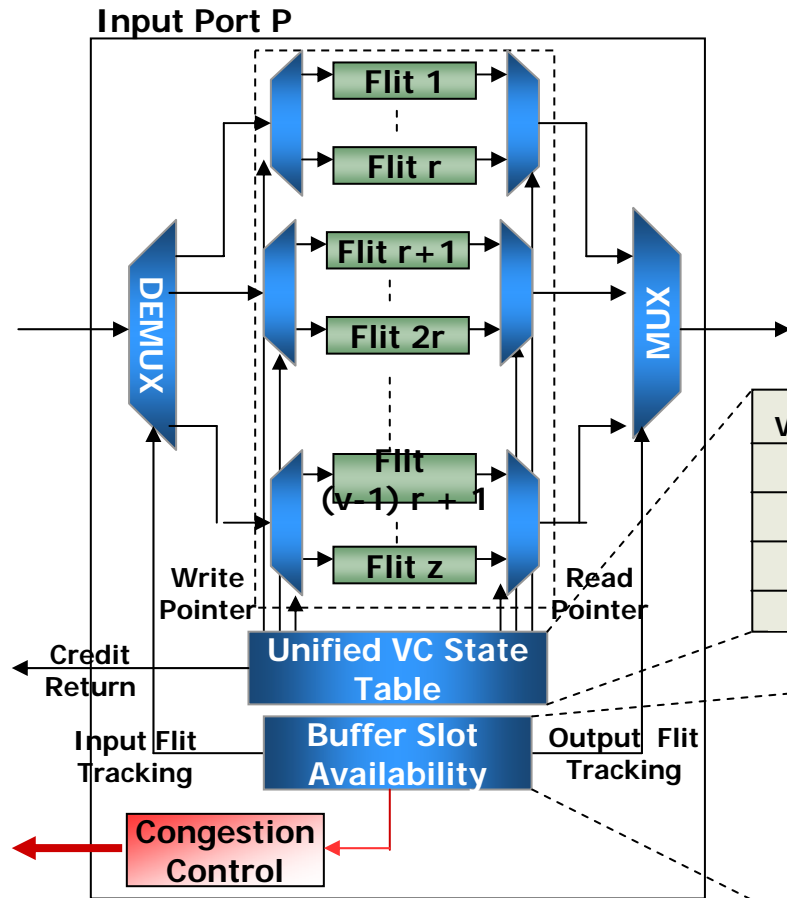 Input Port P
Flit 1
Flit r
Flit r+1
DEMUX
MUX
Flit 2r
V
Flit
(v-1) r + 1
Flit z
Write
Pointer
Read
Pointer
Unified VC State
Table
Credit
Return
Buffer Slot
Availability
Input Flit
Tracking
Output Flit
Tracking
Congestion
Control